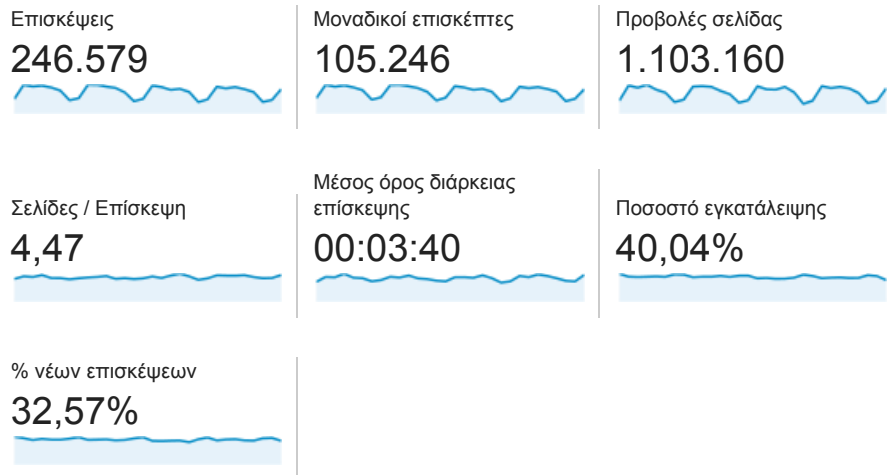 Επισκέψεις
246.579
Μοναδικοί επισκέπτες
105.246
Προβολές σελίδας
1.103.160
Σελίδες / Επίσκεψη
4,47
Μέσος όρος διάρκειας
επίσκεψης
00:03:40
Ποσοστό εγκατάλειψης
40,04%
% νέων επισκέψεων
32,57%